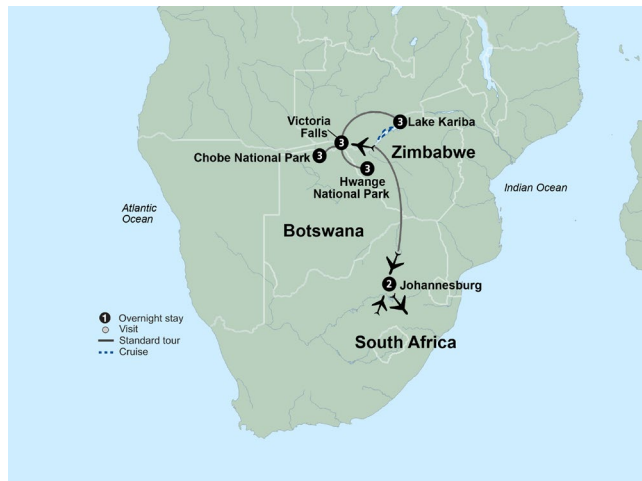 Victoria
Falls
3
3
Lake Kariba
Chobe National Park
3
3
Zimbabwe
Hwange
National Park
Indian Ocean
Atlantic
Ocean
Botswana
2
Johannesburg
1
Overnight stay
Visit
Standard tour
Cruise
South Africa